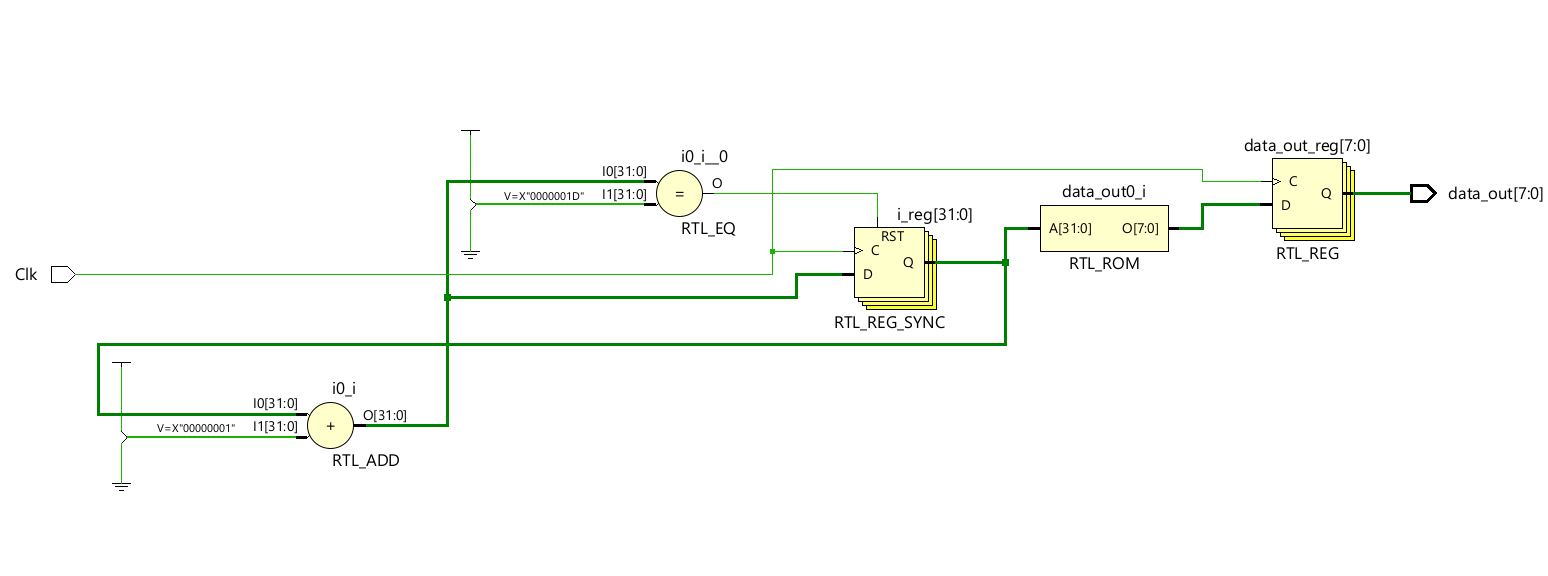 i0_i__0
I0[31:0]
O
=
V=X"0000001D"
I1[31:0]
RTL_EQ
i_reg[31:0]
RST
C
Q
D
RTL_REG_SYNC
Clk
data_out0_i
A[31:0]
O[7:0]
RTL_ROM
data_out_reg[7:0]
C
Q
D
RTL_REG
data_out[7:0]
i0_i
I0[31:0]
O[31:0]
+
V=X"00000001"
I1[31:0]
RTL_ADD